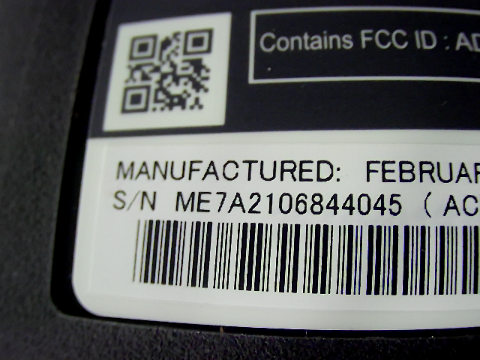 Contains FCC ID : AD
MANUFACTURED: FEBRUAR
S/N ME7A2106844045 ( AC